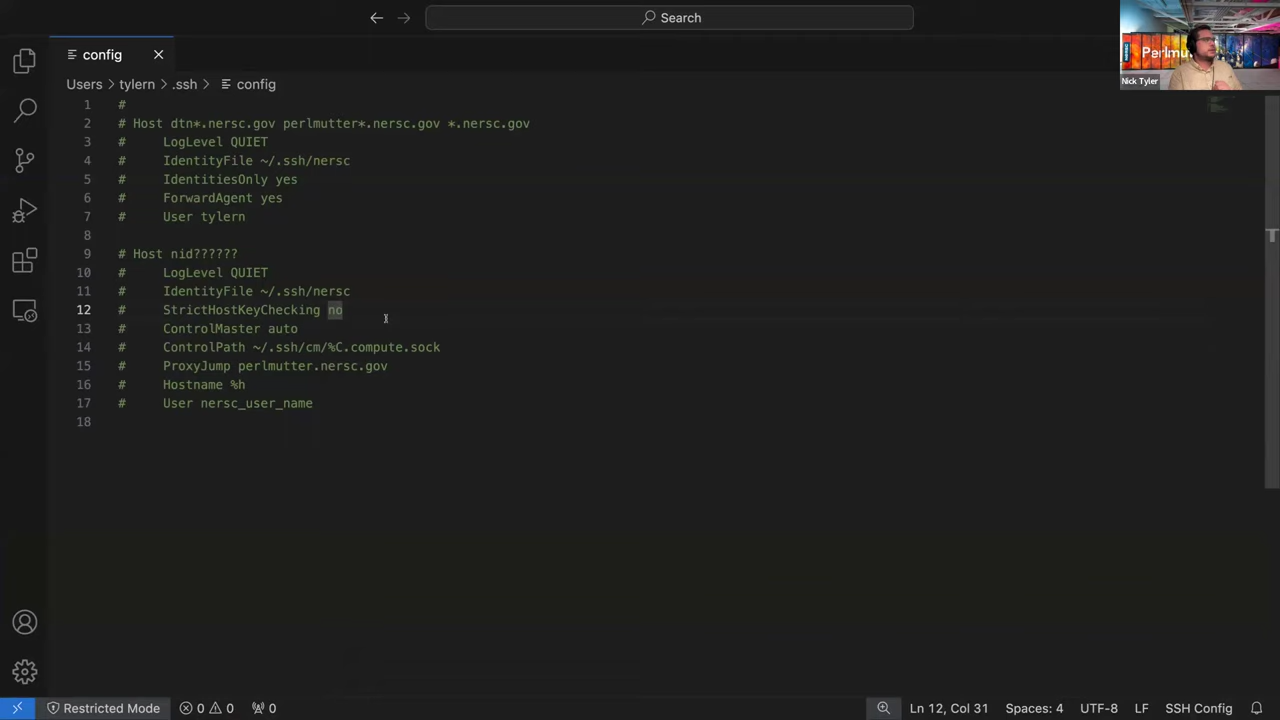 Search
config
Users > tylern > .ssh > config
1 #
2 # Host dtn*.nersc.gov perlmutter*.nersc.gov *.nersc.gov
3 #     LogLevel QUIET
4 #     IdentityFile ~/.ssh/nersc
5 #     IdentitiesOnly yes
6 #     ForwardAgent yes
7 #     User tylern
8
9 # Host nid??????
10 #     LogLevel QUIET
11 #     IdentityFile ~/.ssh/nersc
12 #     StrictHostKeyChecking no
13 #     ControlMaster auto
14 #     ControlPath ~/.ssh/cm/%C.compute.sock
15 #     ProxyJump perlmutter.nersc.gov
16 #     Hostname %h
17 #     User nersc_user_name
18
Nick Tyler
Restricted Mode 0 0 0 Ln 12, Col 31 Spaces: 4 UTF-8 LF SSH Config